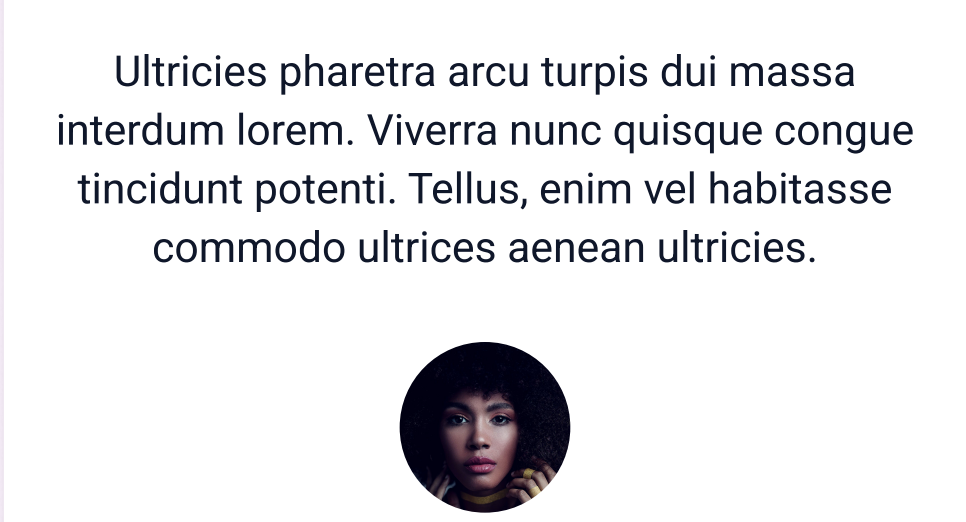 Ultricies pharetra arcu turpis dui massa
interdum lorem. Viverra nunc quisque congue
tincidunt potenti. Tellus, enim vel habitasse
commodo ultrices aenean ultricies.